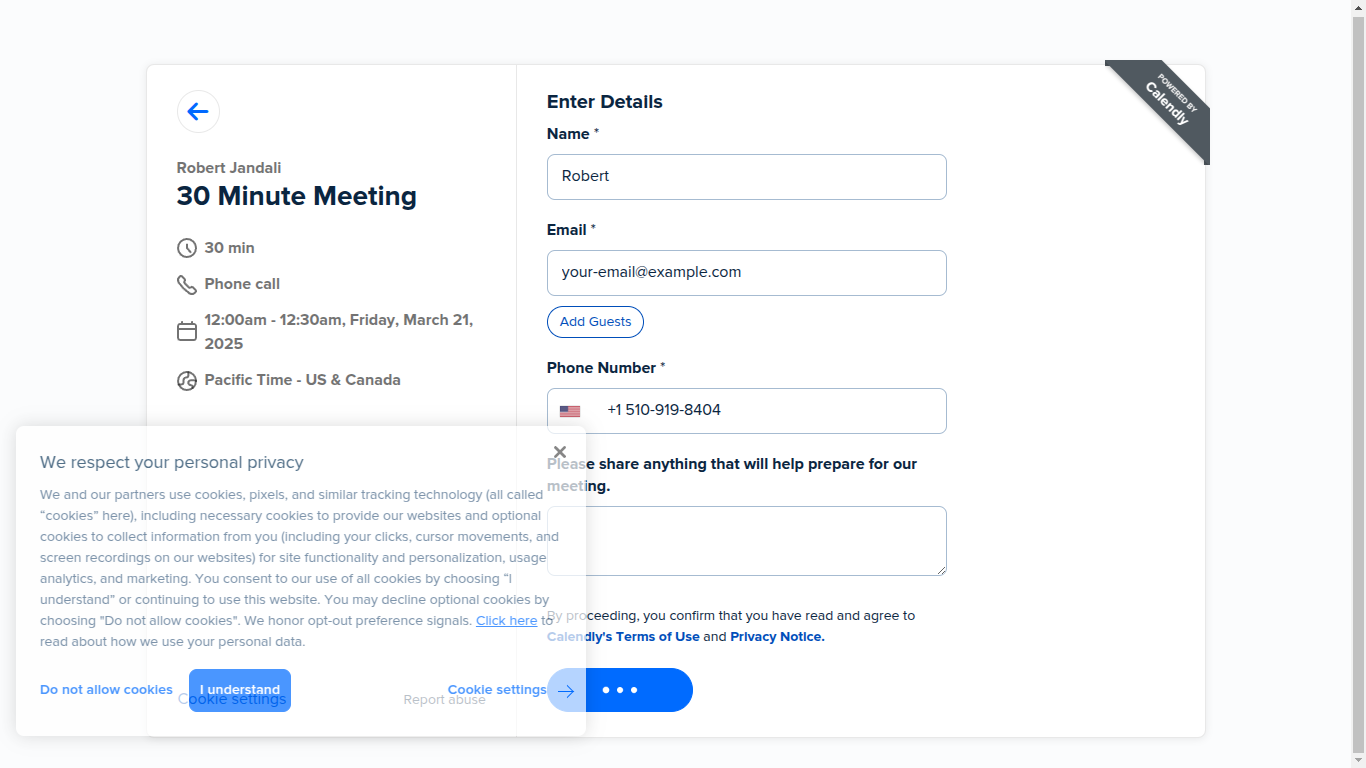 POWERED BY
Calendly
Robert Jandali
30 Minute Meeting
30 min
Phone call
12:00am - 12:30am, Friday, March 21,
2025
Pacific Time - US & Canada
Enter Details
Name *
Robert
Email *
your-email@example.com
Add Guests
Phone Number *
+1 510-919-8404
Please share anything that will help prepare for our
meeting.
By proceeding, you confirm that you have read and agree to
Calendly's Terms of Use and Privacy Notice.
We respect your personal privacy
We and our partners use cookies, pixels, and similar tracking technology (all called
“cookies” here), including necessary cookies to provide our websites and optional
cookies to collect information from you (including your clicks, cursor movements, and
screen recordings on our websites) for site functionality and personalization, usage
analytics, and marketing. You consent to our use of all cookies by choosing “I
understand” or continuing to use this website. You may decline optional cookies by
choosing "Do not allow cookies". We honor opt-out preference signals. Click here to
read about how we use your personal data.
Do not allow cookies
I understand
Cookie settings
Cookie settings
Report abuse